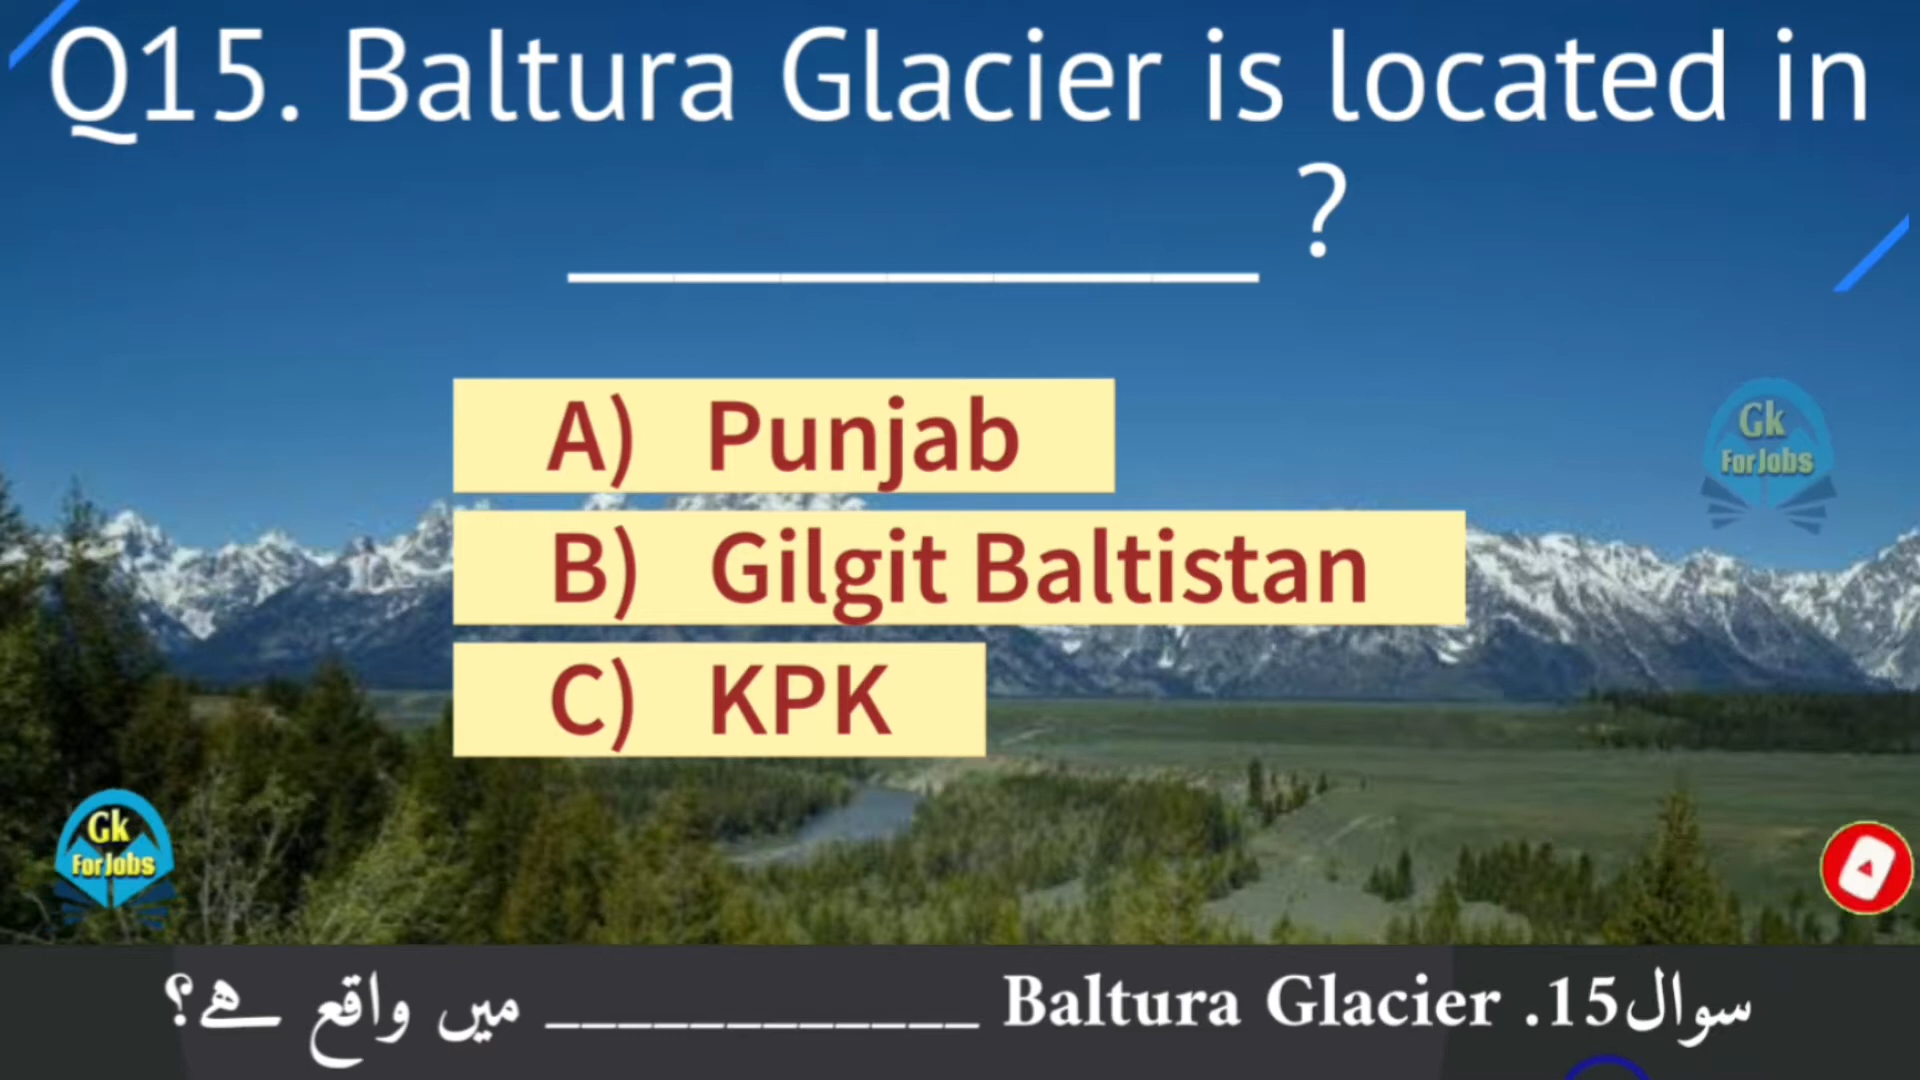 Q15. Baltura Glacier is located in
_____________ ?
A) Punjab
B) Gilgit Baltistan
C) KPK
Gk
ForJobs
Gk
ForJobs
سوال15. Baltura Glacier ____________ میں واقع ہے؟